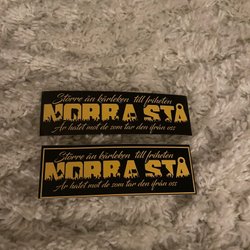 Större än kärleken till friheten
NORRA STÅ
Är hatet mot de som tar den ifrån oss
Större än kärleken till friheten
NORRA STÅ
Är hatet mot de som tar den ifrån oss